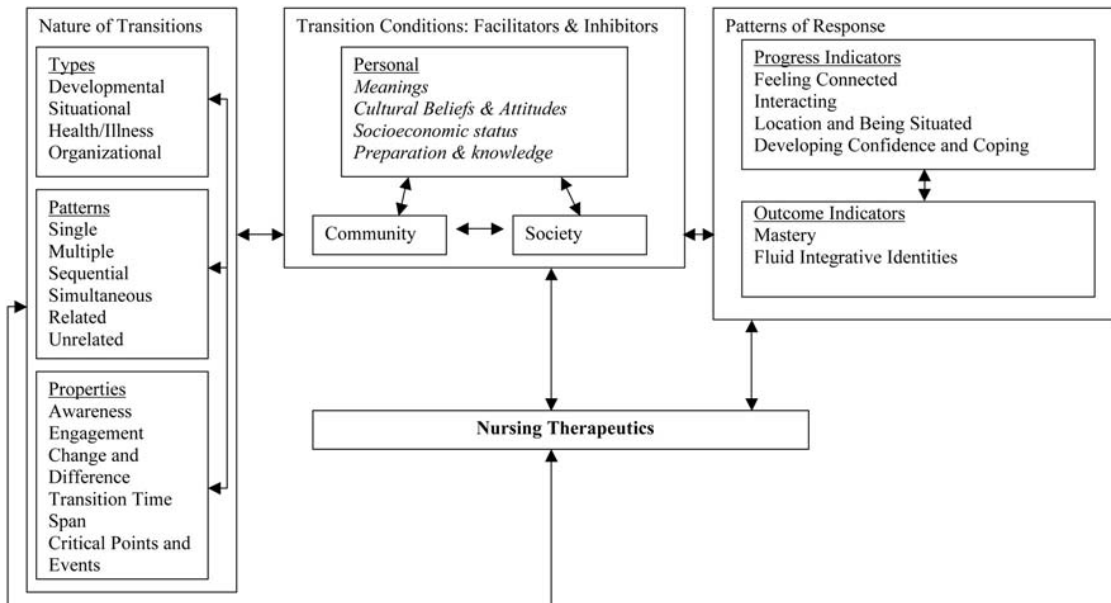 Nature of Transitions
Types
Developmental
Situational
Health/Illness
Organizational
Patterns
Single
Multiple
Sequential
Simultaneous
Related
Unrelated
Properties
Awareness
Engagement
Change and
Difference
Transition Time
Span
Critical Points and
Events
Transition Conditions: Facilitators & Inhibitors
Personal
Meanings
Cultural Beliefs & Attitudes
Socioeconomic status
Preparation & knowledge
Community
Society
Patterns of Response
Progress Indicators
Feeling Connected
Interacting
Location and Being Situated
Developing Confidence and Coping
Outcome Indicators
Mastery
Fluid Integrative Identities
Nursing Therapeutics